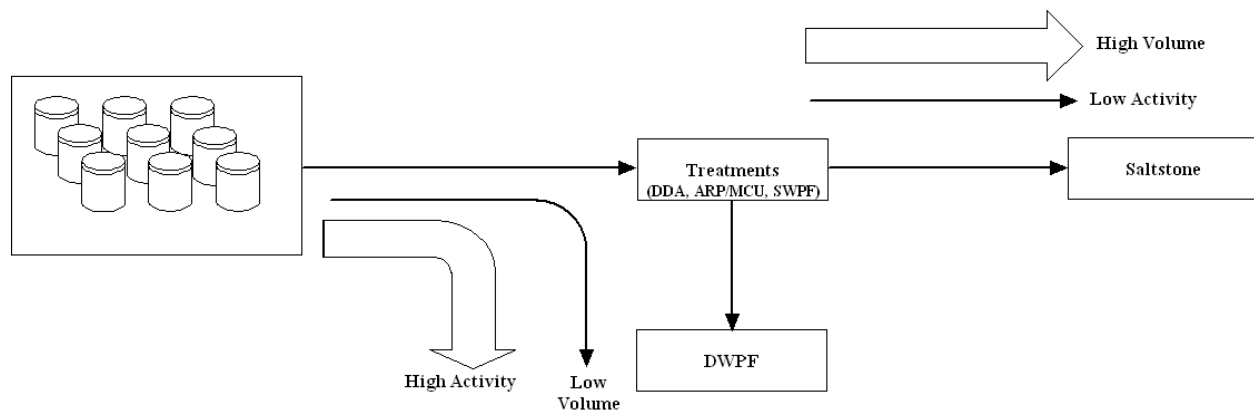 High Volume
Low Activity
Treatments
(DDA, ARP/MCU, SWPF)
Saltstone
DWPF
High Activity
Low
Volume